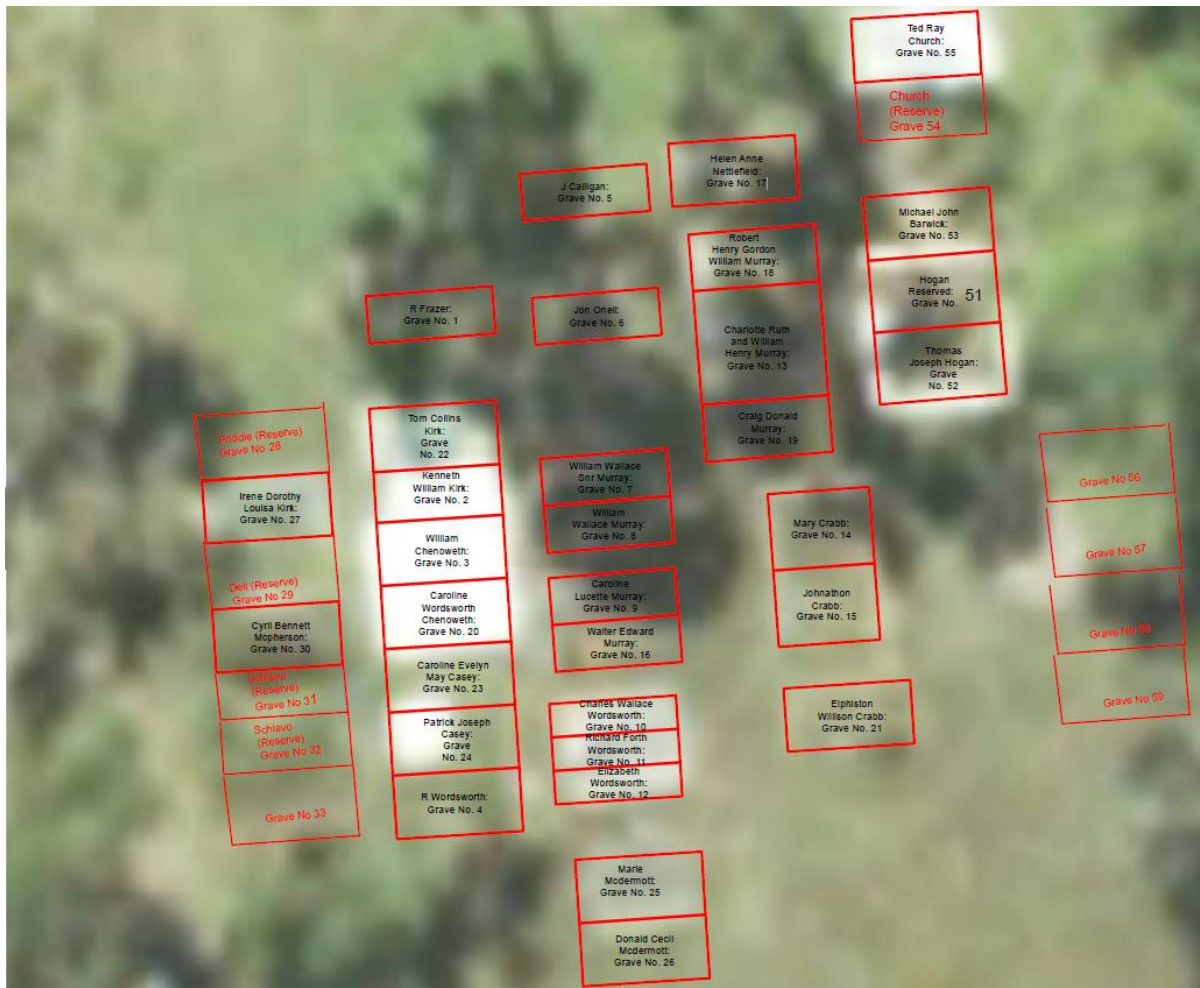 Ted Ray
Church:
Grave No. 55
Church
(Reserve)
Grave 54
Helen Anne
Nettlefield:
Grave No. 17
J Calligan:
Grave No. 5
Michael John
Barwick:
Grave No. 53
Robert
Henry Gordon
William Murray:
Grave No. 18
Hogan
Reserved:
Grave No. 51
R Frazer:
Grave No. 1
Jon Onell:
Grave No. 6
Charlotte Ruth
and William
Henry Murray:
Grave No. 13
Thomas
Joseph Hogan:
Grave
No. 52
Craig Donald
Murray:
Grave No. 19
(Reserve)
Grave No 28
Tom Collins
Kirk:
Grave
No. 22
Irene Dorothy
Louisa Kirk:
Grave No. 27
Kenneth
William Kirk:
Grave No. 2
William Wallace
Snr Murray:
Grave No. 7
William
Wallace Murray:
Grave No. 8
Mary Crabb:
Grave No. 14
Grave No 56
Grave No 57
William
Chenoweth:
Grave No. 3
(Reserve)
Grave No 29
Caroline
Wordsworth
Chenoweth:
Grave No. 20
Caroline
Lucette Murray:
Grave No. 9
Johnathon
Crabb:
Grave No. 15
Grave No 58
Cyril Bennett
Mcpherson:
Grave No. 30
Walter Edward
Murray:
Grave No. 16
Caroline Evelyn
May Casey:
Grave No. 23
Schiavo
(Reserve)
Grave No 31
Schiavo
(Reserve)
Grave No 32
Patrick Joseph
Casey:
Grave
No. 24
Charles Wallace
Wordsworth:
Grave No. 10
Richard Forth
Wordsworth:
Grave No. 11
Elizabeth
Wordsworth:
Grave No. 12
Elphiston
Willison Crabb:
Grave No. 21
Grave No 59
R Wordsworth:
Grave No. 4
Grave No 33
Marie
Mcdermott:
Grave No. 25
Donald Cecil
Mcdermott:
Grave No. 26